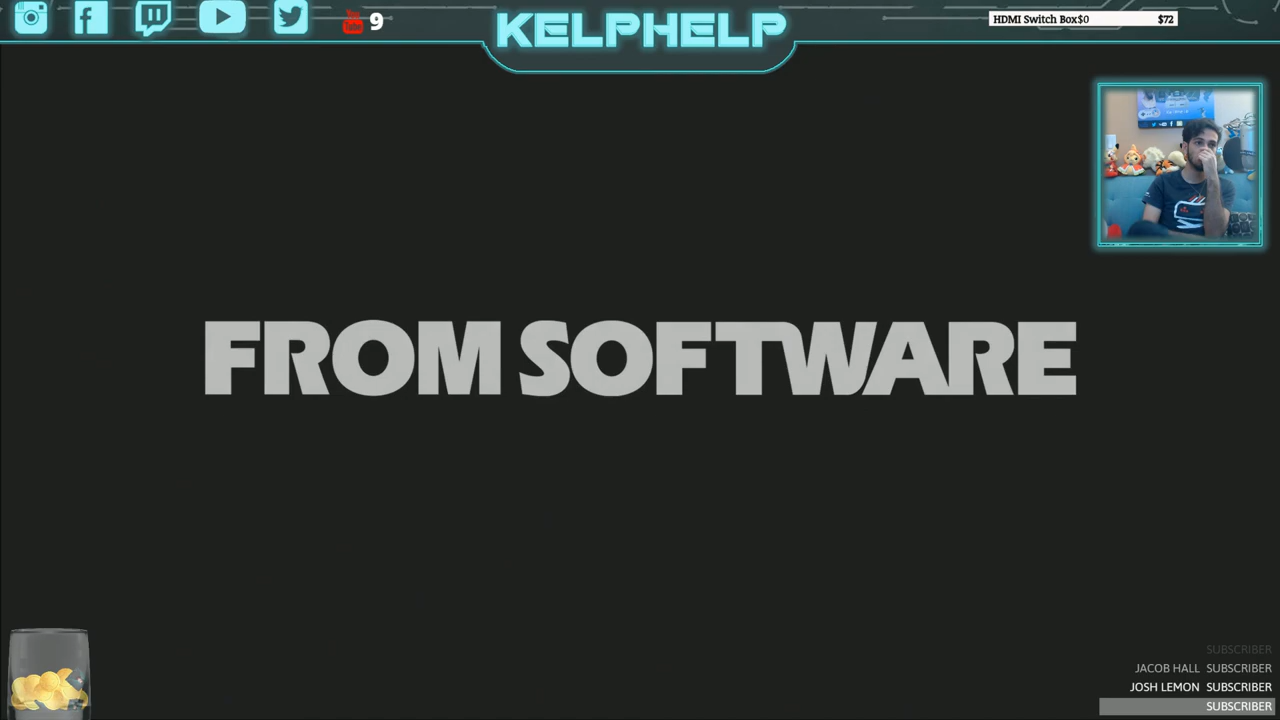 9
KELPHELP
HDMI Switch Box$0 $72
FROM SOFTWARE
SUBSCRIBER
JACOB HALL SUBSCRIBER
JOSH LEMON SUBSCRIBER
SUBSCRIBER